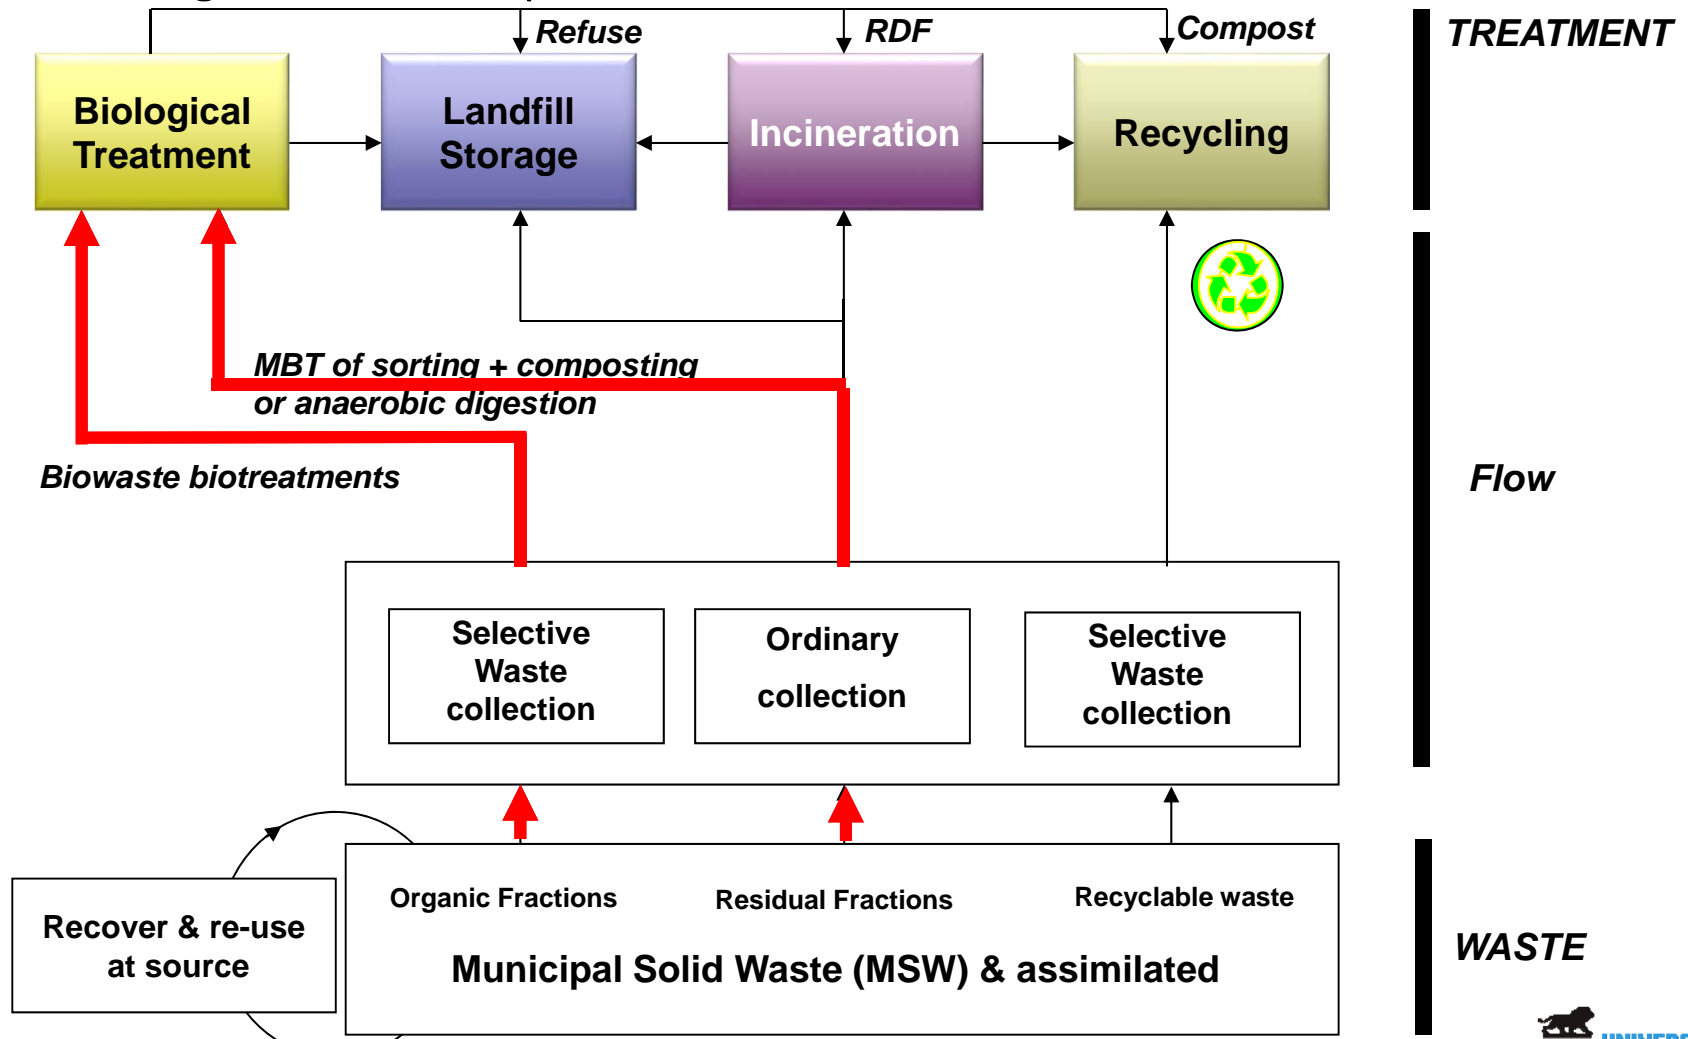 Refuse
RDF
Compost
TREATMENT
Biological
Treatment
Landfill
Storage
Incineration
Recycling
MBT of sorting + composting
or anaerobic digestion
Biowaste biotreatments
Flow
Selective
Waste
collection
Ordinary
collection
Selective
Waste
collection
Organic Fractions
Residual Fractions
Recyclable waste
Recover & re-use
at source
Municipal Solid Waste (MSW) & assimilated
WASTE